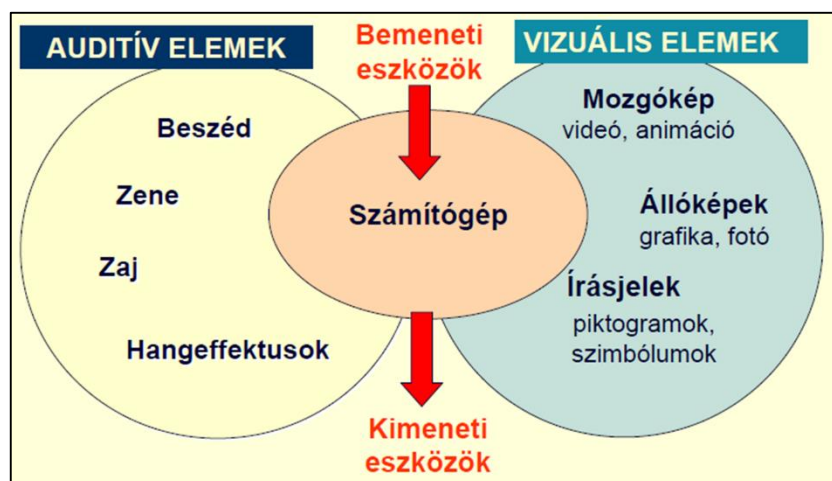 AUDITÍV ELEMEK
Bemeneti
eszközök
VIZUÁLIS ELEMEK
Beszéd
Zene
Zaj
Hangeffektusok
Számítógép
Mozgókép
videó, animáció
Állóképek
grafika, fotó
Írásjelek
piktogramok,
szimbólumok
Kimeneti
eszközök